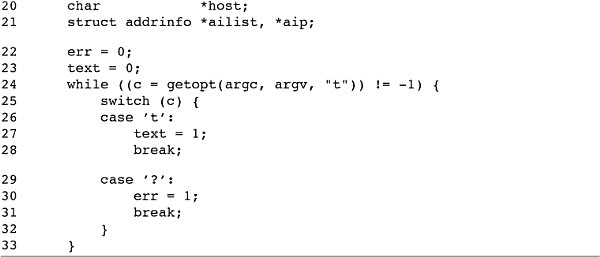 20 char *host;
21 struct addrinfo *ailist, *aip;
22 err = 0;
23 text = 0;
24 while ((c = getopt(argc, argv, "t")) != -1) {
25 switch (c) {
26 case 't':
27 text = 1;
28 break;
29 case '?':
30 err = 1;
31 break;
32 }
33 }